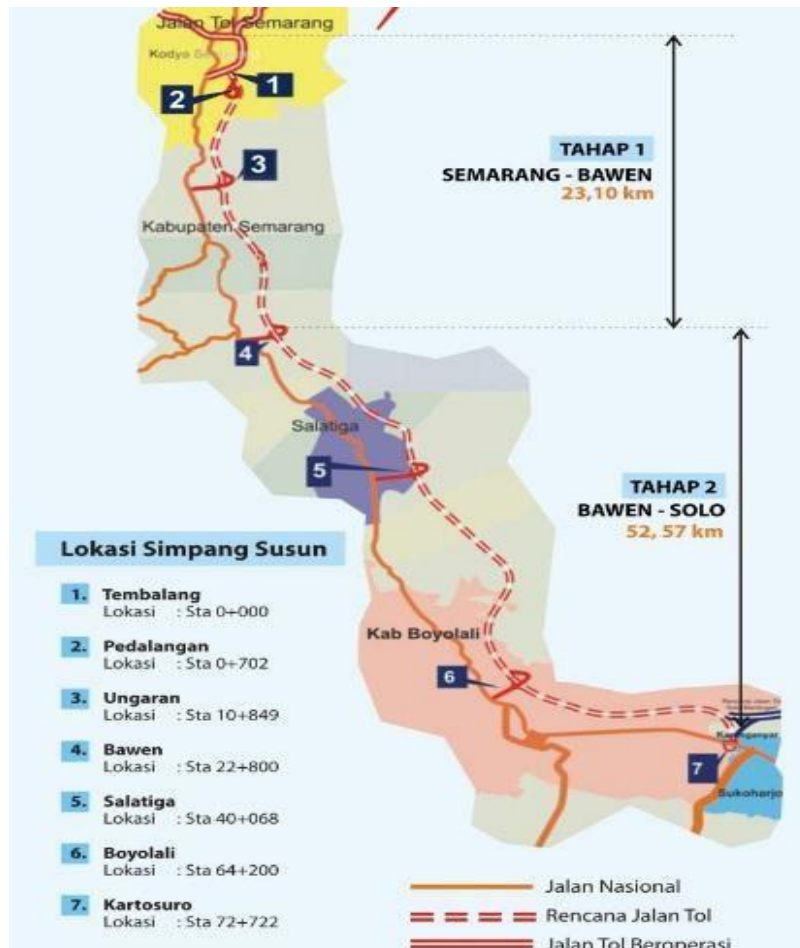 Jalan Tol Semarang
Kodya
1
2
3
TAHAP 1
SEMARANG - BAWEN
23,10 km
Kabupaten Semarang
4
Salatiga
5
TAHAP 2
BAWEN - SOLO
52, 57 km
Lokasi Simpang Susun
1. Tembalang
Lokasi : Sta 0+000
2. Pedalangan
Lokasi : Sta 0+702
3. Ungaran
Lokasi : Sta 10+849
4. Bawen
Lokasi : Sta 22+800
5. Salatiga
Lokasi : Sta 40+068
6. Boyolali
Lokasi : Sta 64+200
7. Kartosuro
Lokasi : Sta 72+722
Kab Boyolali
6
7
Sukoharjo
Jalan Nasional
Rencana Jalan Tol
Jalan Tol Beroperasi